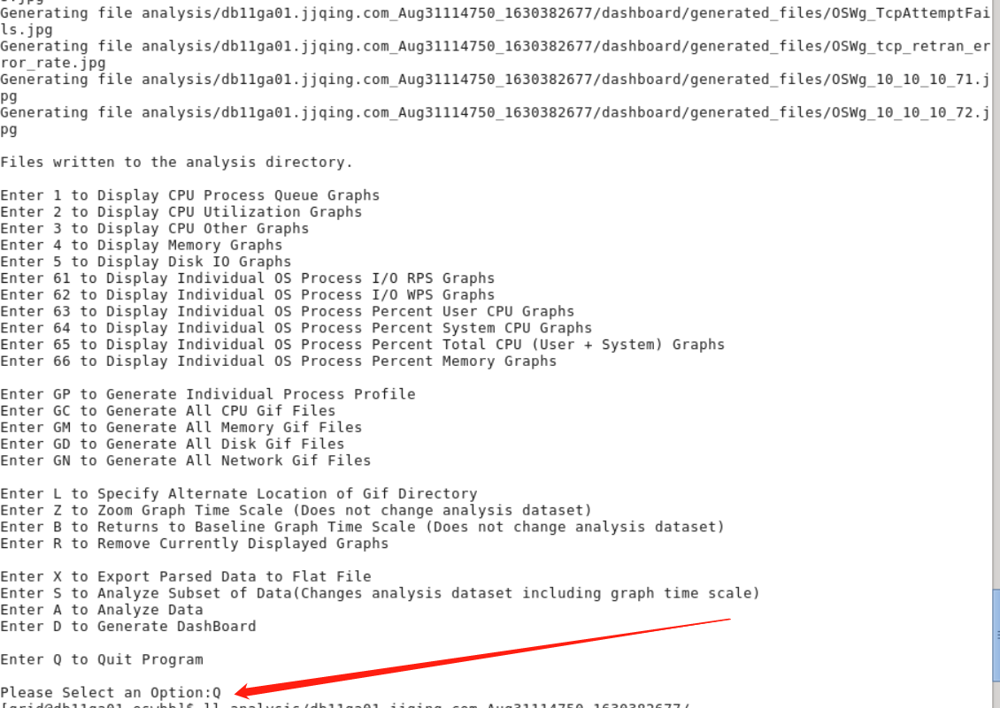 s.jpg
Generating file analysis/db11ga01.jjqing.com_Aug31114750_1630382677/dashboard/generated_files/OSWg_TcpAttemptFai
ls.jpg
Generating file analysis/db11ga01.jjqing.com_Aug31114750_1630382677/dashboard/generated_files/OSWg_tcp_retran_er
ror_rate.jpg
Generating file analysis/db11ga01.jjqing.com_Aug31114750_1630382677/dashboard/generated_files/OSWg_10_10_10_71.j
pg
Generating file analysis/db11ga01.jjqing.com_Aug31114750_1630382677/dashboard/generated_files/OSWg_10_10_10_72.j
pg
Files written to the analysis directory.
Enter 1 to Display CPU Process Queue Graphs
Enter 2 to Display CPU Utilization Graphs
Enter 3 to Display CPU Other Graphs
Enter 4 to Display Memory Graphs
Enter 5 to Display Disk IO Graphs
Enter 61 to Display Individual OS Process I/O RPS Graphs
Enter 62 to Display Individual OS Process I/O WPS Graphs
Enter 63 to Display Individual OS Process Percent User CPU Graphs
Enter 64 to Display Individual OS Process Percent System CPU Graphs
Enter 65 to Display Individual OS Process Percent Total CPU (User + System) Graphs
Enter 66 to Display Individual OS Process Percent Memory Graphs
Enter GP to Generate Individual Process Profile
Enter GC to Generate All CPU Gif Files
Enter GM to Generate All Memory Gif Files
Enter GD to Generate All Disk Gif Files
Enter GN to Generate All Network Gif Files
Enter L to Specify Alternate Location of Gif Directory
Enter Z to Zoom Graph Time Scale (Does not change analysis dataset)
Enter B to Returns to Baseline Graph Time Scale (Does not change analysis dataset)
Enter R to Remove Currently Displayed Graphs
Enter X to Export Parsed Data to Flat File
Enter S to Analyze Subset of Data(Changes analysis dataset including graph time scale)
Enter A to Analyze Data
Enter D to Generate DashBoard
Enter Q to Quit Program
Please Select an Option:Q
[grid@db11ga01 oswbb]$ ll analysis/db11ga01.jjqing.com_Aug31114750_1630382677/